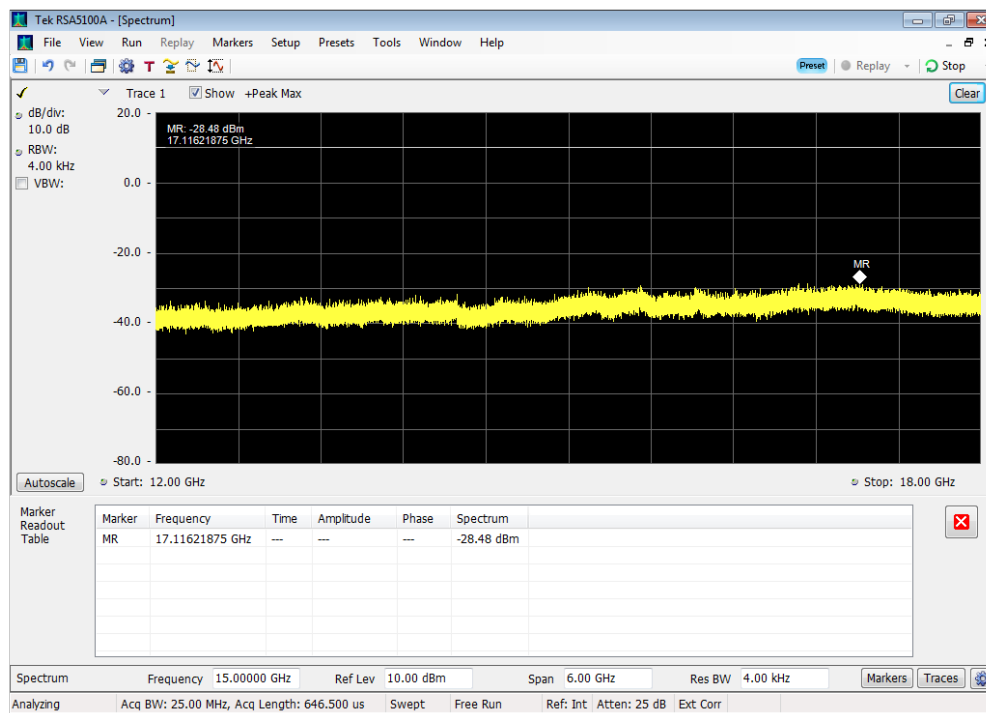 Tek RSA5100A - [Spectrum]
File View Run Replay Markers Setup Presets Tools Window Help
T Preset Replay Stop
Trace 1 Show +Peak Max Clear
dB/div:
10.0 dB
RBW:
4.00 kHz
VBW:
20.0 -
0.0 -
-20.0 -
-40.0 -
-60.0 -
-80.0 -
MR: -28.48 dBm
17.11621875 GHz
MR
Autoscale Start: 12.00 GHz Stop: 18.00 GHz
Marker
Readout
Table
Marker Frequency Time Amplitude Phase Spectrum
MR 17.11621875 GHz --- --- --- -28.48 dBm
Spectrum Frequency 15.00000 GHz Ref Lev 10.00 dBm Span 6.00 GHz Res BW 4.00 kHz Markers Traces
Analyzing Acq BW: 25.00 MHz, Acq Length: 646.500 us Swept Free Run Ref: Int Atten: 25 dB Ext Corr